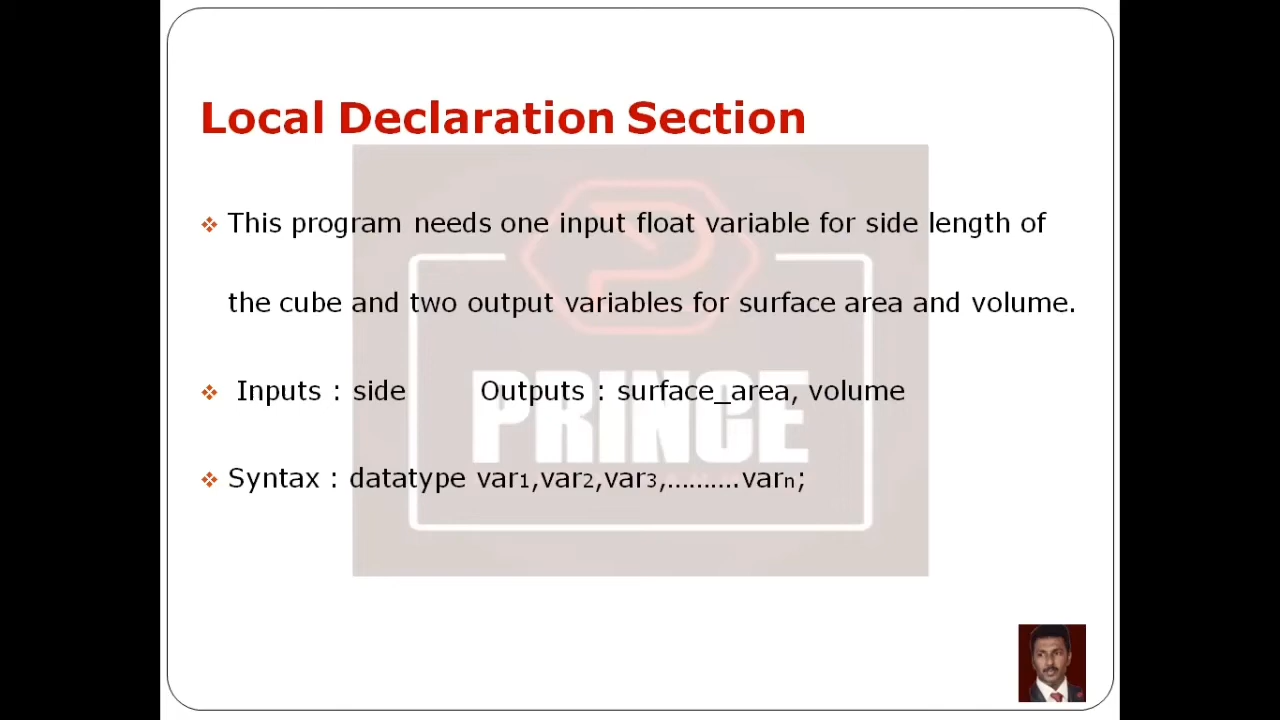 Local Declaration Section
This program needs one input float variable for side length of
the cube and two output variables for surface area and volume.
Inputs : side Outputs : surface_area, volume
PRINCE
Syntax : datatype var1,var2,var3,..........varn;